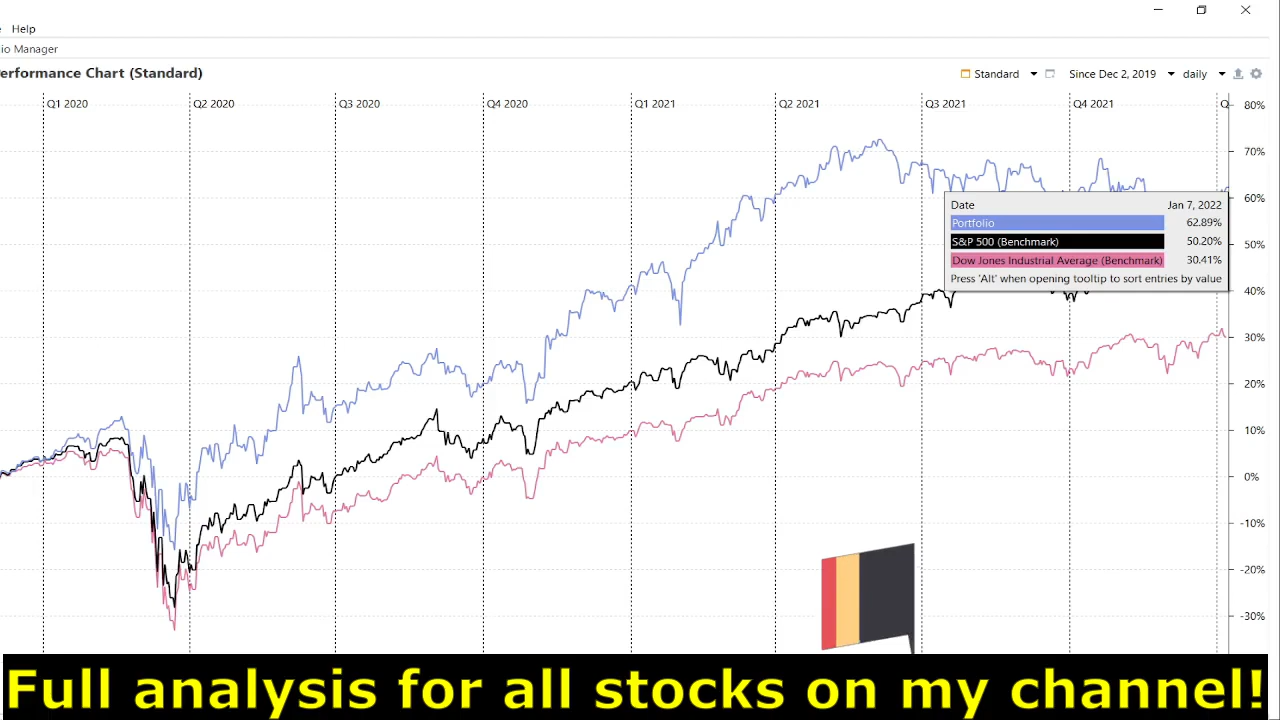 Help
io Manager
erformance Chart (Standard)
Standard Since Dec 2, 2019 daily
Q1 2020 Q2 2020 Q3 2020 Q4 2020 Q1 2021 Q2 2021 Q3 2021 Q4 2021 Q
80%
70%
60%
50%
40%
30%
20%
10%
0%
-10%
-20%
-30%
Date Jan 7, 2022
Portfolio 62.89%
S&P 500 (Benchmark) 50.20%
Dow Jones Industrial Average (Benchmark) 30.41%
Press 'Alt' when opening tooltip to sort entries by value
Full analysis for all stocks on my channel!